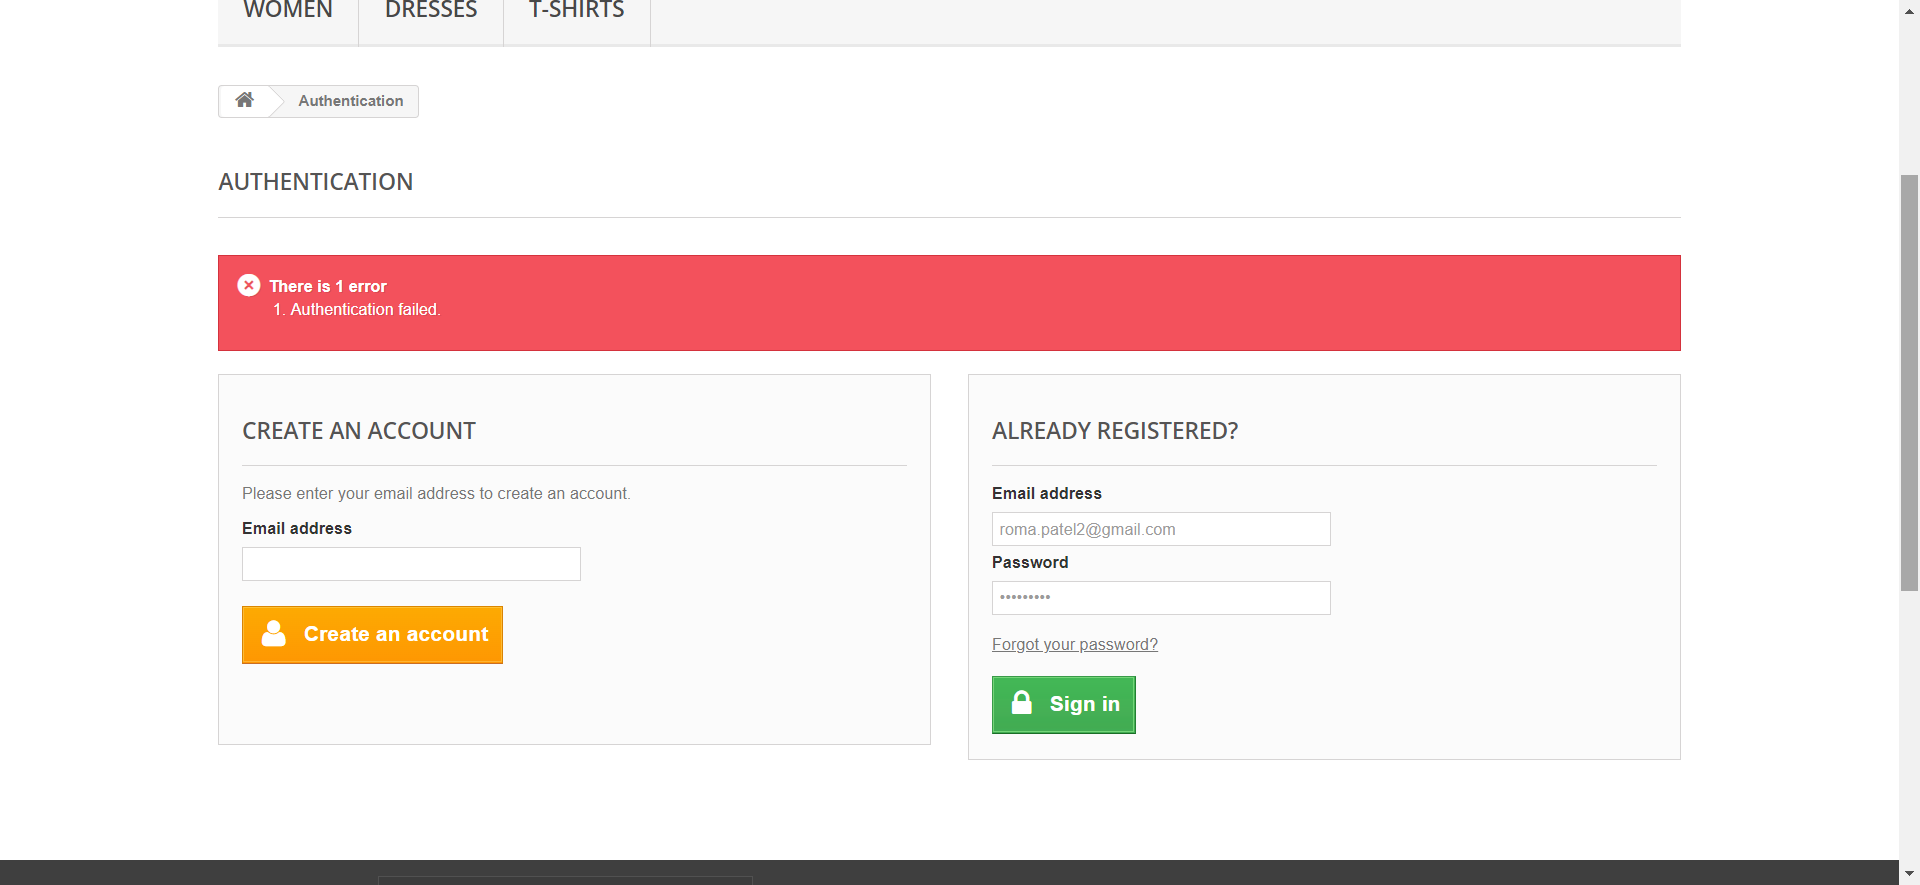 WOMEN
DRESSES
T-SHIRTS
Authentication
AUTHENTICATION
There is 1 error
1. Authentication failed.
CREATE AN ACCOUNT
Please enter your email address to create an account.
Email address
Create an account
ALREADY REGISTERED?
Email address
roma.patel2@gmail.com
Password
•••••••••
Forgot your password?
Sign in